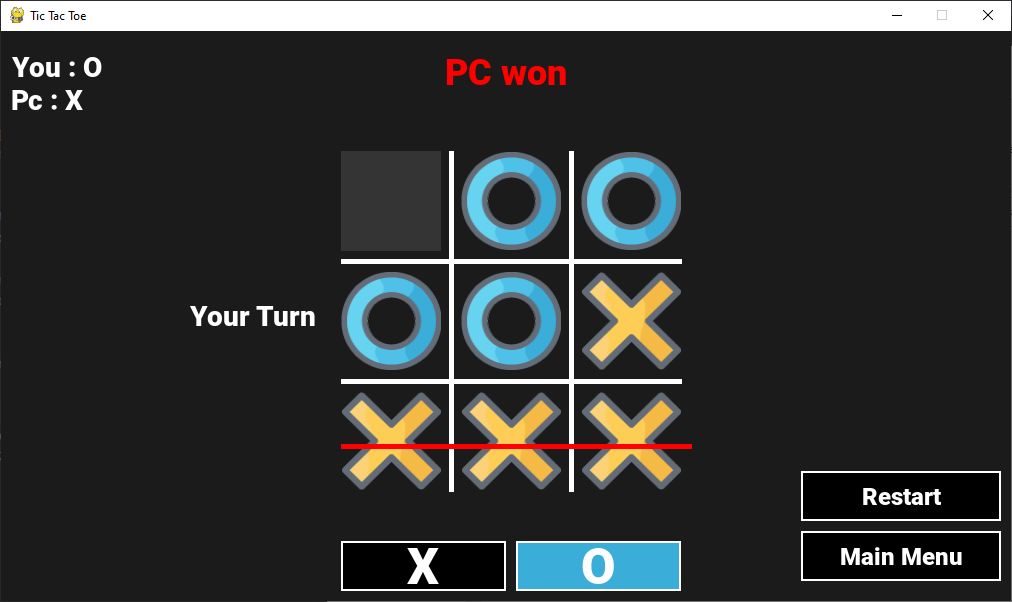 Tic Tac Toe
You : O
Pc : X
PC won
Your Turn
X
O
Restart
Main Menu